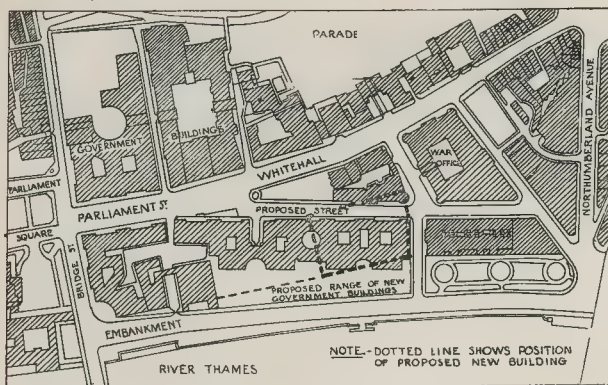 PARADE
GOVERNMENT
BUILDINGS
WHITEHALL
WAR
OFFICE
NORTHUMBERLAND AVENUE
PARLIAMENT
SQUARE
PARLIAMENT ST.
PROPOSED STREET
BRIDGE ST.
PROPOSED RANGE OF NEW
GOVERNMENT BUILDINGS
EMBANKMENT
RIVER THAMES
NOTE.-DOTTED LINE SHOWS POSITION
OF PROPOSED NEW BUILDING